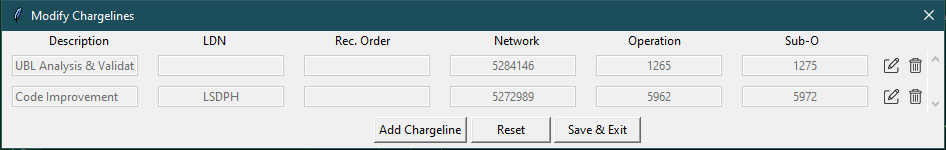 Modify Chargelines
Description LDN Rec. Order Network Operation Sub-O
UBL Analysis & Validat 5284146 1265 1275
Code Improvement LSDPH 5272989 5962 5972
Add Chargeline Reset Save & Exit